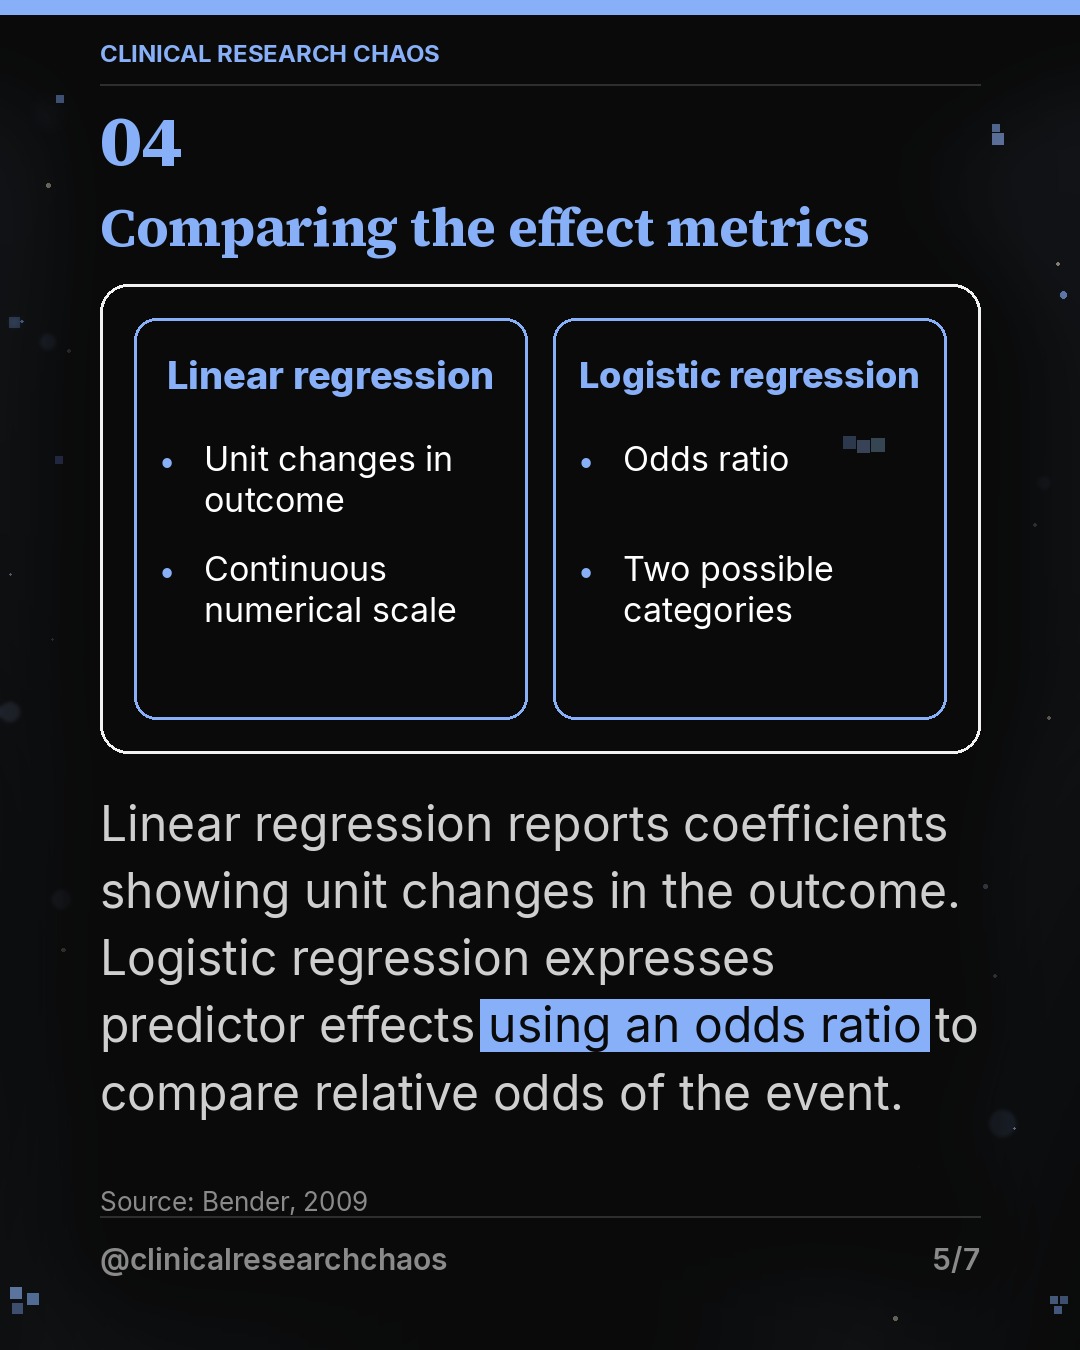 CLINICAL RESEARCH CHAOS
04
Comparing the effect metrics
Linear regression
• Unit changes in
outcome
• Continuous
numerical scale
Logistic regression
• Odds ratio
• Two possible
categories
Linear regression reports coefficients
showing unit changes in the outcome.
Logistic regression expresses
predictor effects using an odds ratio to
compare relative odds of the event.
Source: Bender, 2009
@clinicalresearchchaos
5/7